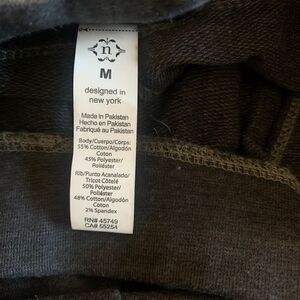 n
M
designed in
new york
Made in Pakistan
Hecho en Pakistan
Fabriqué au Pakistan
Body/Cuerpo/Corps:
55% Cotton/Algodón
Coton
45% Polyester/
Poliéster
Rib/Punto Acanalado/
Tricot Côtelé
50% Polyester/
Poliéster
48% Cotton/Algodón
Coton
2% Spandex
RN# 45749
CA# 55254